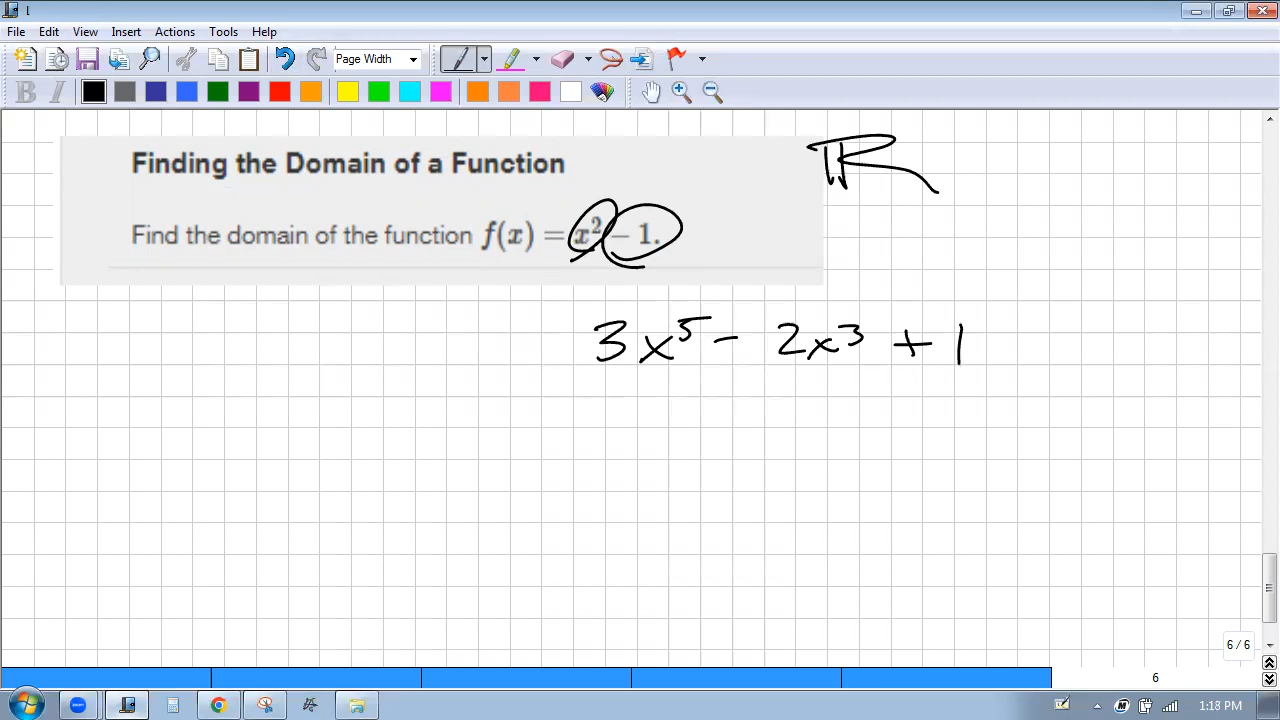 I
File Edit View Insert Actions Tools Help
Page Width
B I
Finding the Domain of a Function
ℝ
Find the domain of the function f(x) = x² − 1.
3x⁵ − 2x³ + 1
6 / 6
6
1:18 PM